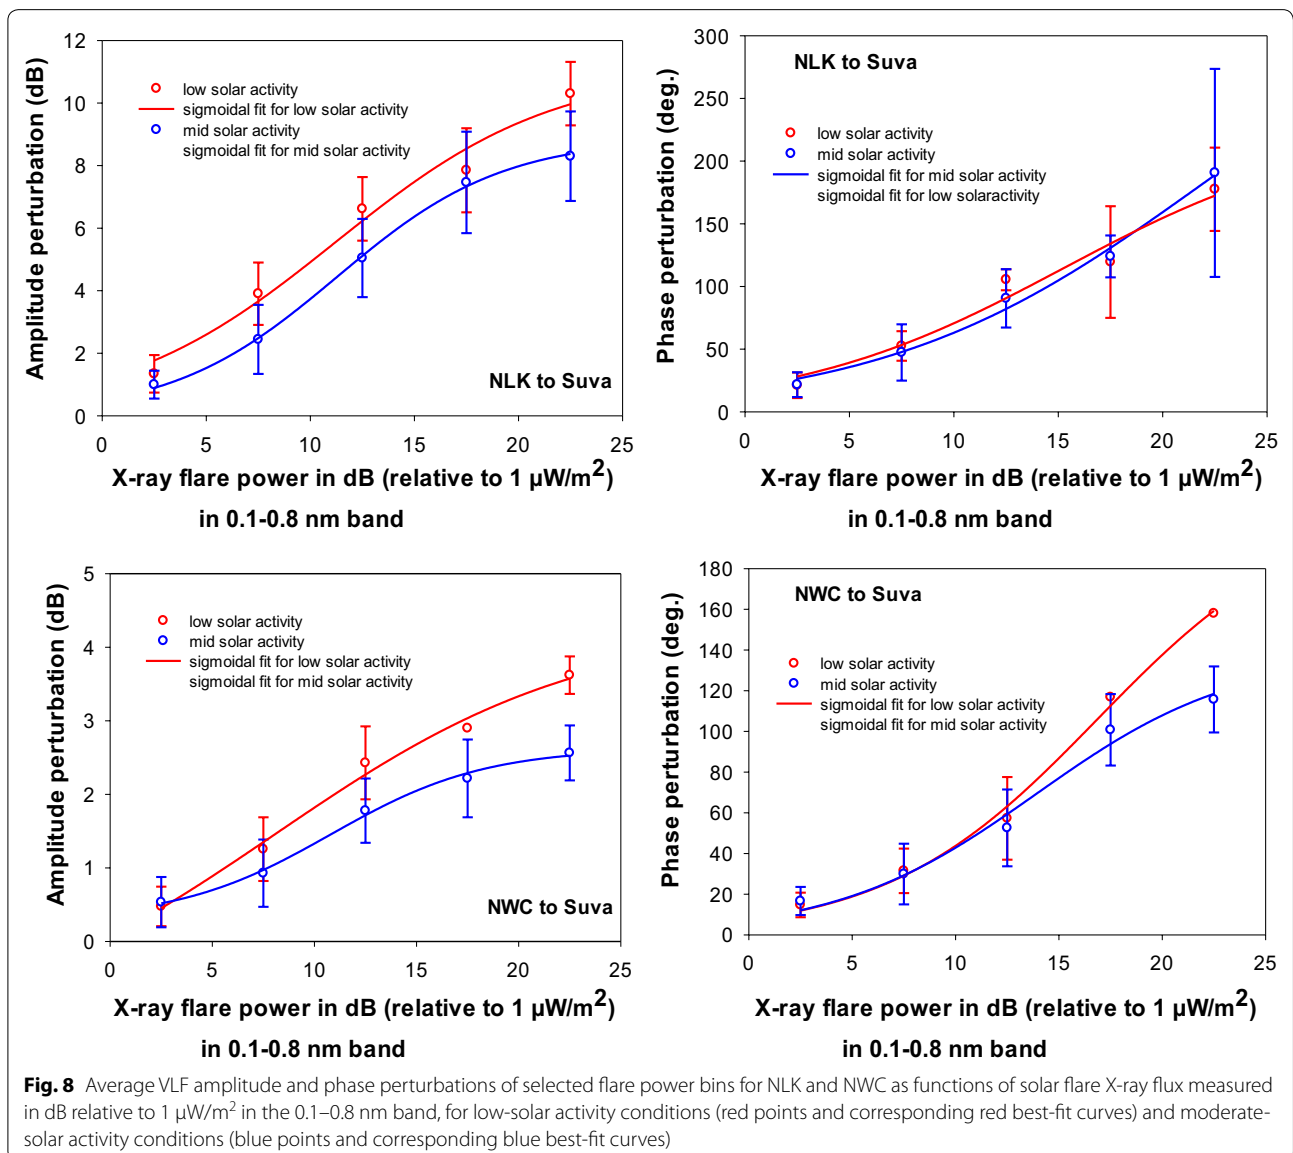 12
10
8
6
4
2
0
Amplitude perturbation (dB)
low solar activity
sigmoidal fit for low solar activity
mid solar activity
sigmoidal fit for mid solar activity
NLK to Suva
0 5 10 15 20 25
X-ray flare power in dB (relative to 1 µW/m²)
in 0.1-0.8 nm band
300
250
200
150
100
50
0
Phase perturbation (deg.)
NLK to Suva
low solar activity
mid solar activity
sigmoidal fit for mid solar activity
sigmoidal fit for low solaractivity
0 5 10 15 20 25
X-ray flare power in dB (relative to 1 µW/m²)
in 0.1-0.8 nm band
5
4
3
2
1
0
Amplitude perturbation (dB)
low solar activity
mid solar activity
sigmoidal fit for low solar activity
sigmoidal fit for mid solar activity
NWC to Suva
0 5 10 15 20 25
X-ray flare power in dB (relative to 1 µW/m²)
in 0.1-0.8 nm band
180
160
140
120
100
80
60
40
20
0
Phase perturbation (deg.)
NWC to Suva
low solar activity
mid solar activity
sigmoidal fit for low solar activity
sigmoidal fit for mid solar activity
0 5 10 15 20 25
X-ray flare power in dB (relative to 1 µW/m²)
in 0.1-0.8 nm band
Fig. 8 Average VLF amplitude and phase perturbations of selected flare power bins for NLK and NWC as functions of solar flare X-ray flux measured
in dB relative to 1 µW/m² in the 0.1–0.8 nm band, for low-solar activity conditions (red points and corresponding red best-fit curves) and moderate-
solar activity conditions (blue points and corresponding blue best-fit curves)